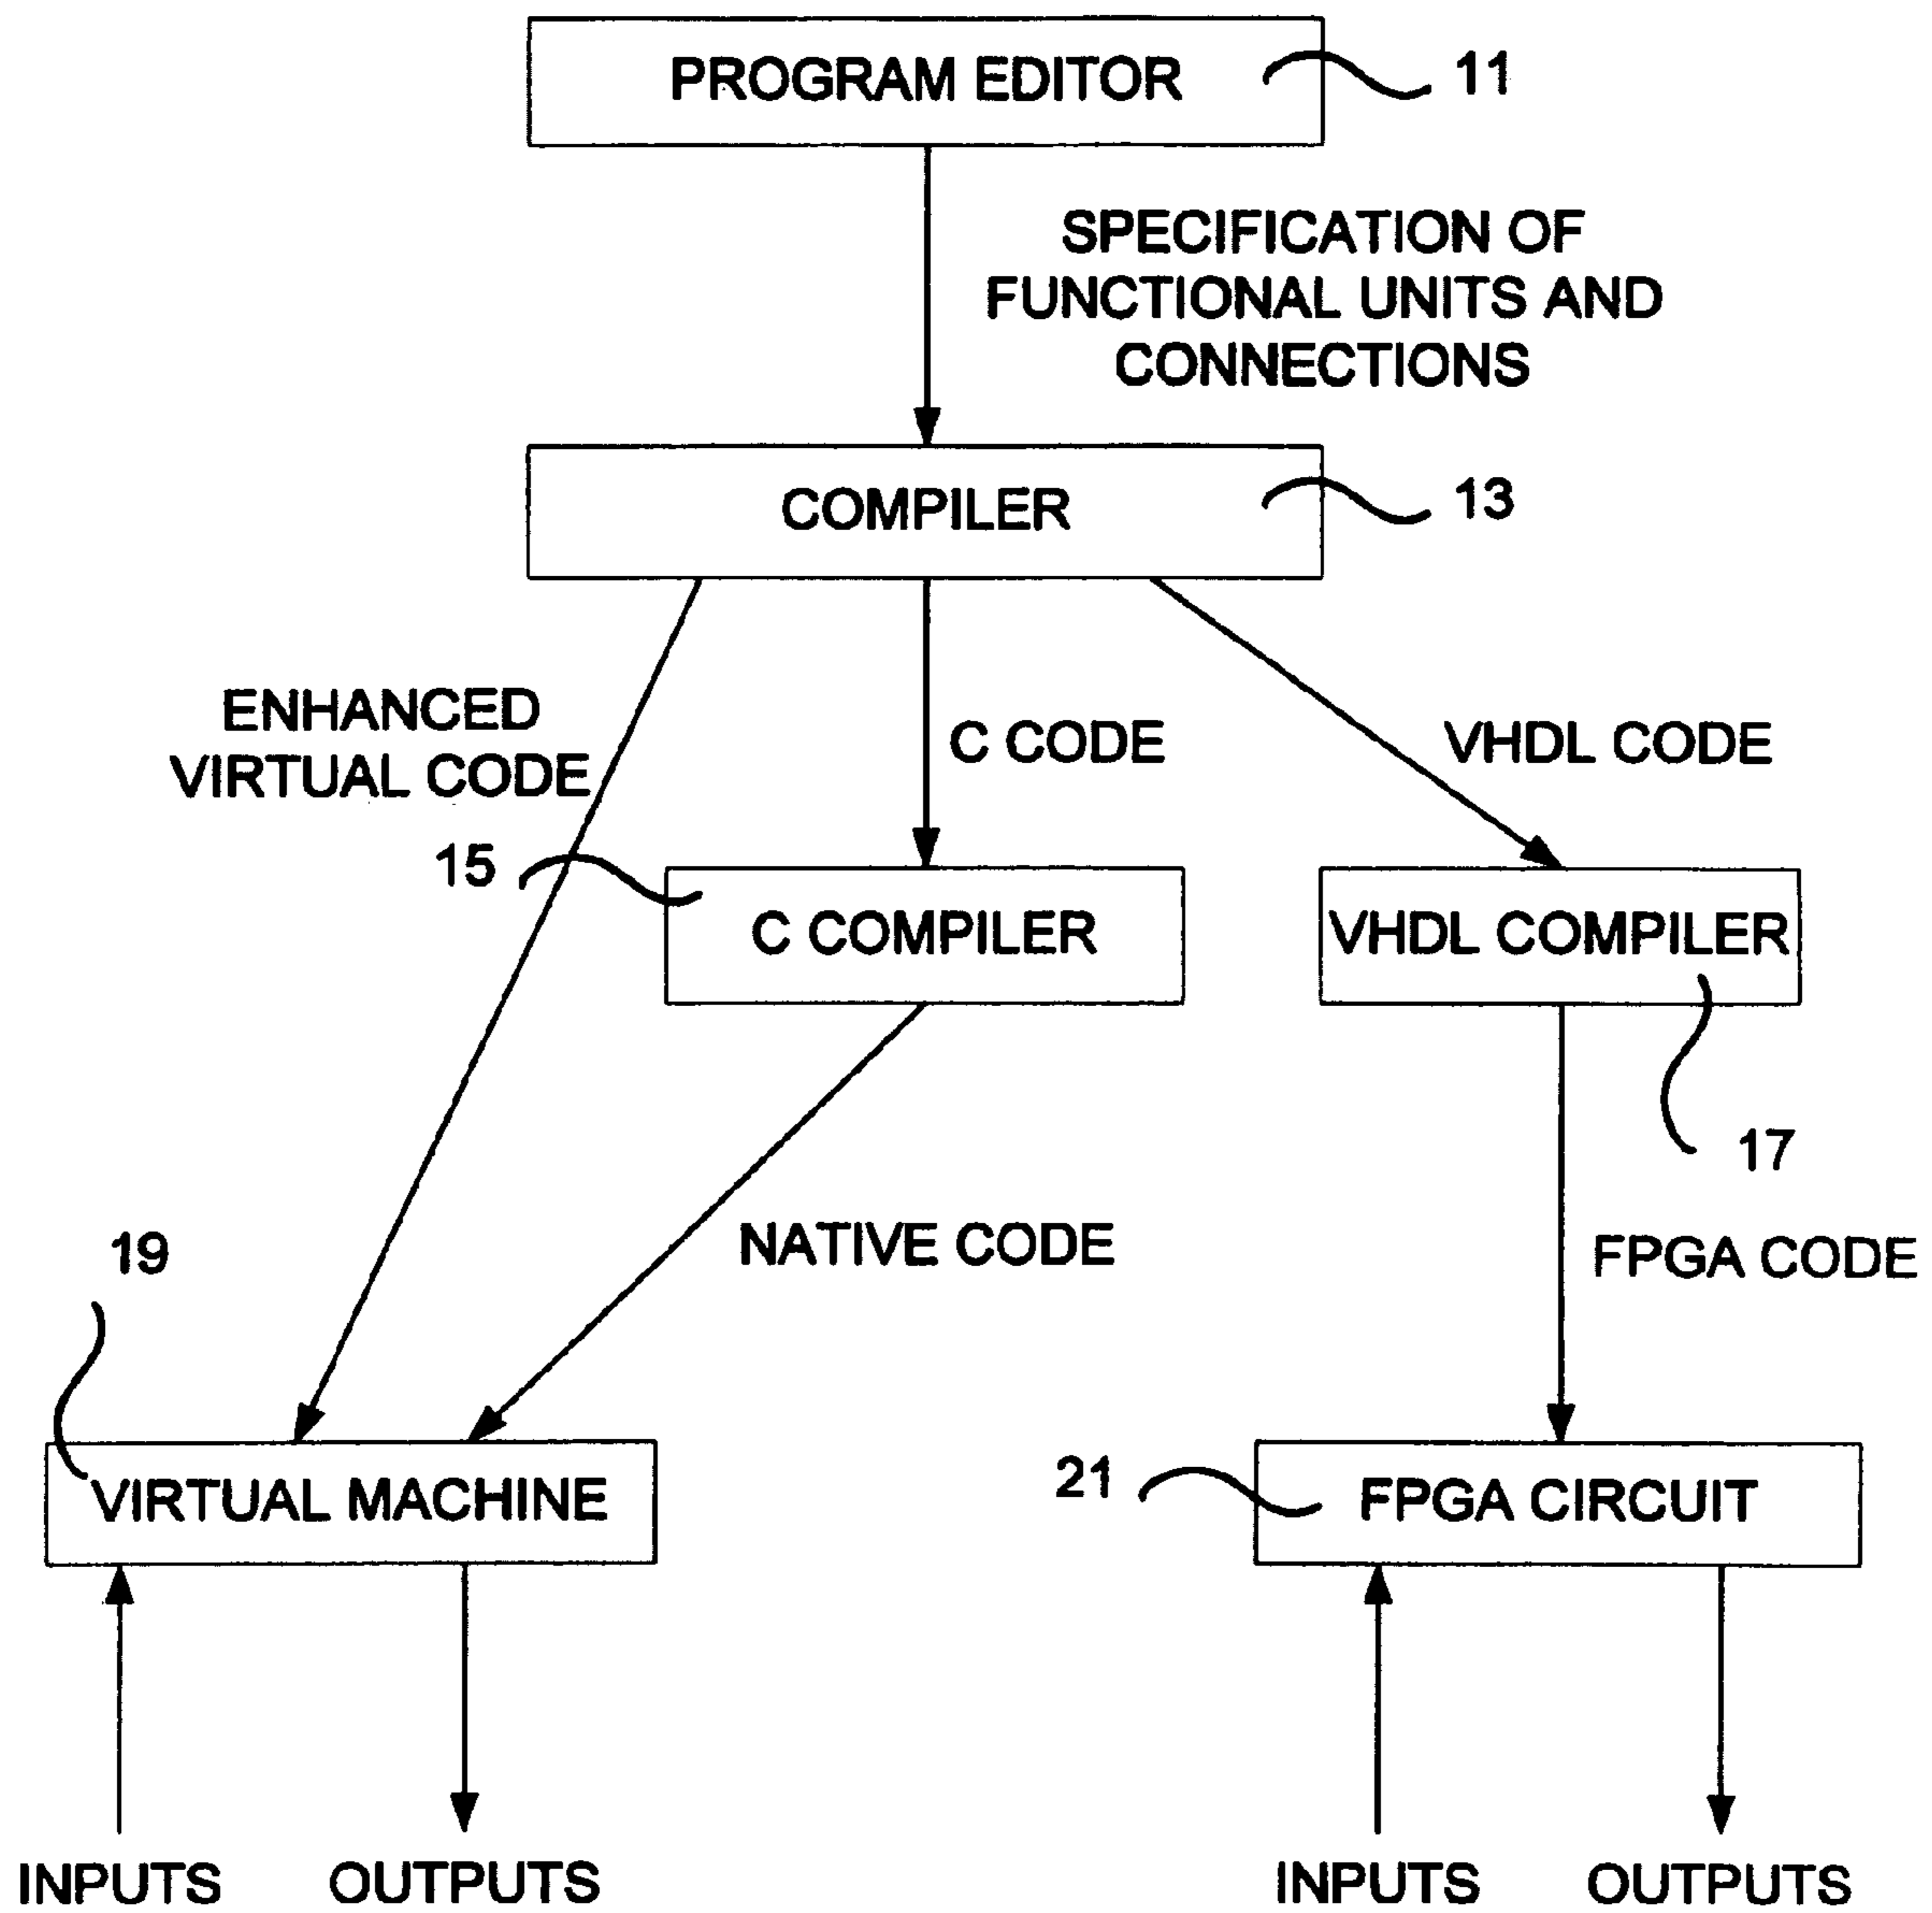 PROGRAM EDITOR
11
SPECIFICATION OF
FUNCTIONAL UNITS AND
CONNECTIONS
COMPILER
13
ENHANCED
VIRTUAL CODE
C CODE
VHDL CODE
15
C COMPILER
VHDL COMPILER
17
19
NATIVE CODE
FPGA CODE
VIRTUAL MACHINE
21
FPGA CIRCUIT
INPUTS
OUTPUTS
INPUTS
OUTPUTS